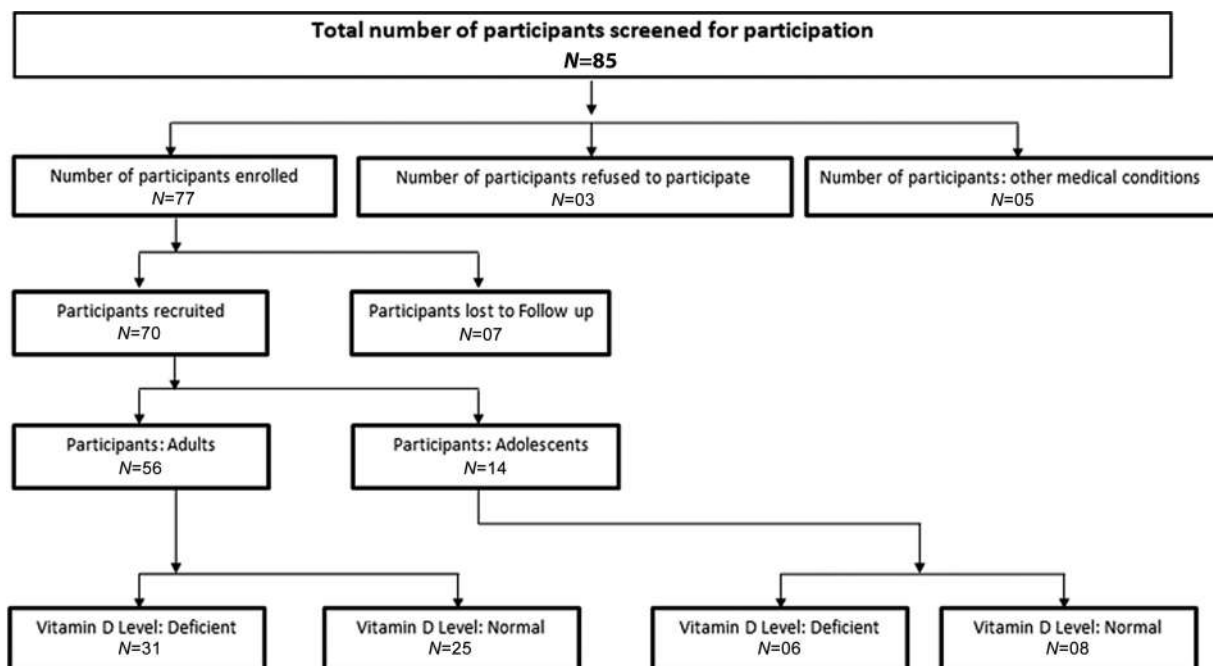 Total number of participants screened for participation
N=85
Number of participants enrolled
N=77
Number of participants refused to participate
N=03
Number of participants: other medical conditions
N=05
Participants recruited
N=70
Participants lost to Follow up
N=07
Participants: Adults
N=56
Participants: Adolescents
N=14
Vitamin D Level: Deficient
N=31
Vitamin D Level: Normal
N=25
Vitamin D Level: Deficient
N=06
Vitamin D Level: Normal
N=08